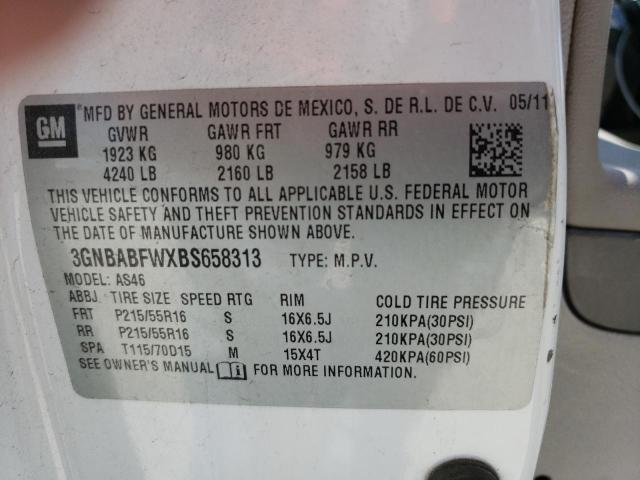 GM
MFD BY GENERAL MOTORS DE MEXICO, S. DE R.L. DE C.V. 05/11
GVWR GAWR FRT GAWR RR
1923 KG 980 KG 979 KG
4240 LB 2160 LB 2158 LB
THIS VEHICLE CONFORMS TO ALL APPLICABLE U.S. FEDERAL MOTOR
VEHICLE SAFETY AND THEFT PREVENTION STANDARDS IN EFFECT ON
THE DATE OF MANUFACTURE SHOWN ABOVE.
3GNBABFWXBS658313 TYPE: M.P.V.
MODEL: AS46
ABBJ. TIRE SIZE SPEED RTG RIM COLD TIRE PRESSURE
FRT P215/55R16 S 16X6.5J 210KPA(30PSI)
RR P215/55R16 S 16X6.5J 210KPA(30PSI)
SPA T115/70D15 M 15X4T 420KPA(60PSI)
SEE OWNER'S MANUAL FOR MORE INFORMATION.